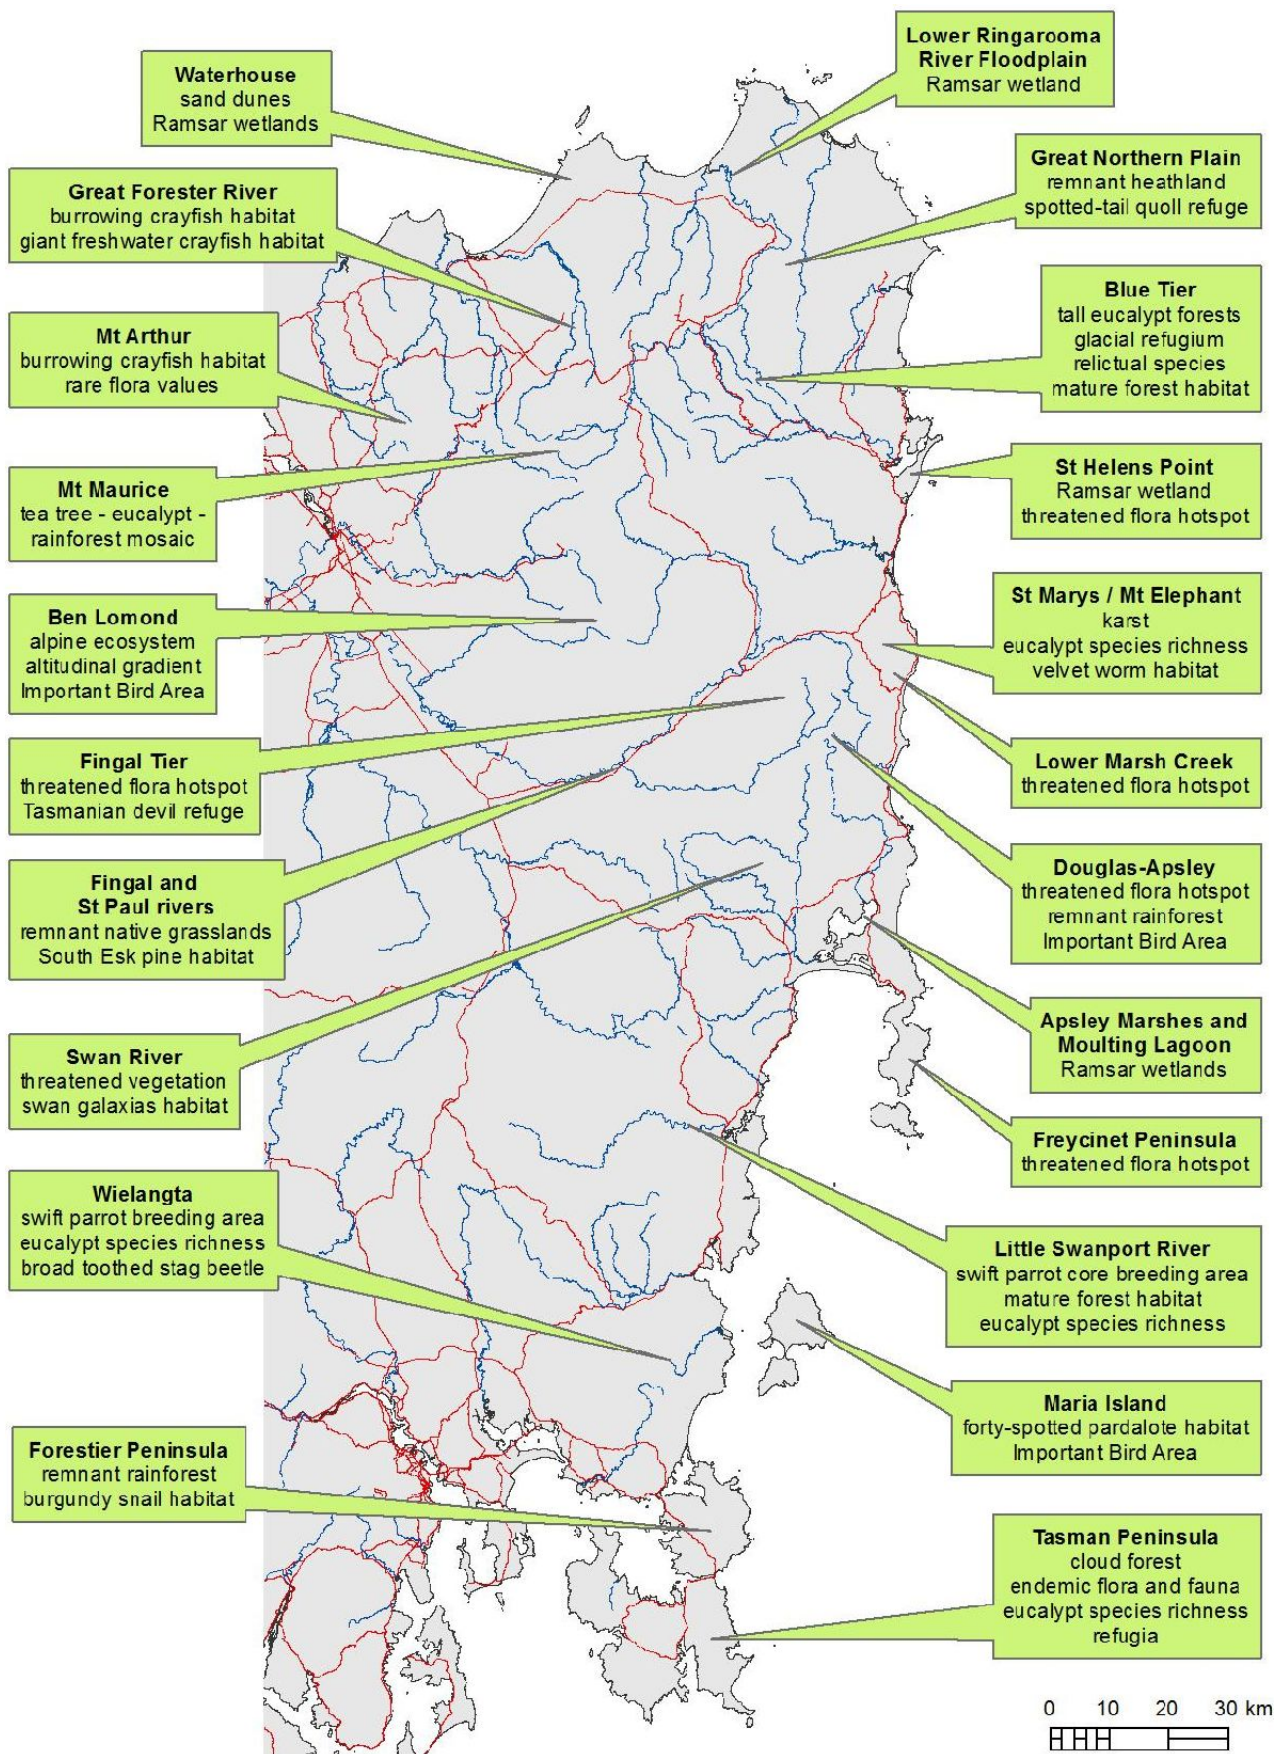 Waterhouse
sand dunes
Ramsar wetlands
Great Forester River
burrowing crayfish habitat
giant freshwater crayfish habitat
Mt Arthur
burrowing crayfish habitat
rare flora values
Mt Maurice
tea tree - eucalypt -
rainforest mosaic
Ben Lomond
alpine ecosystem
altitudinal gradient
Important Bird Area
Fingal Tier
threatened flora hotspot
Tasmanian devil refuge
Fingal and
St Paul rivers
remnant native grasslands
South Esk pine habitat
Swan River
threatened vegetation
swan galaxias habitat
Wielangta
swift parrot breeding area
eucalypt species richness
broad toothed stag beetle
Forestier Peninsula
remnant rainforest
burgundy snail habitat
Lower Ringarooma
River Floodplain
Ramsar wetland
Great Northern Plain
remnant heathland
spotted-tail quoll refuge
Blue Tier
tall eucalypt forests
glacial refugium
relictual species
mature forest habitat
St Helens Point
Ramsar wetland
threatened flora hotspot
St Marys / Mt Elephant
karst
eucalypt species richness
velvet worm habitat
Lower Marsh Creek
threatened flora hotspot
Douglas-Apsley
threatened flora hotspot
remnant rainforest
Important Bird Area
Apsley Marshes and
Moulting Lagoon
Ramsar wetlands
Freycinet Peninsula
threatened flora hotspot
Little Swanport River
swift parrot core breeding area
mature forest habitat
eucalypt species richness
Maria Island
forty-spotted pardalote habitat
Important Bird Area
Tasman Peninsula
cloud forest
endemic flora and fauna
eucalypt species richness
refugia
0 10 20 30 km